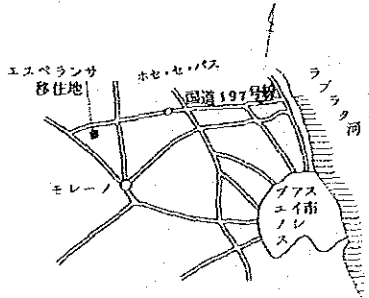 エスペランサ
移住地
ホセ・セ・パス
国道197号線
ラプラタ河
モレーノ
ブエノス
アイレス市